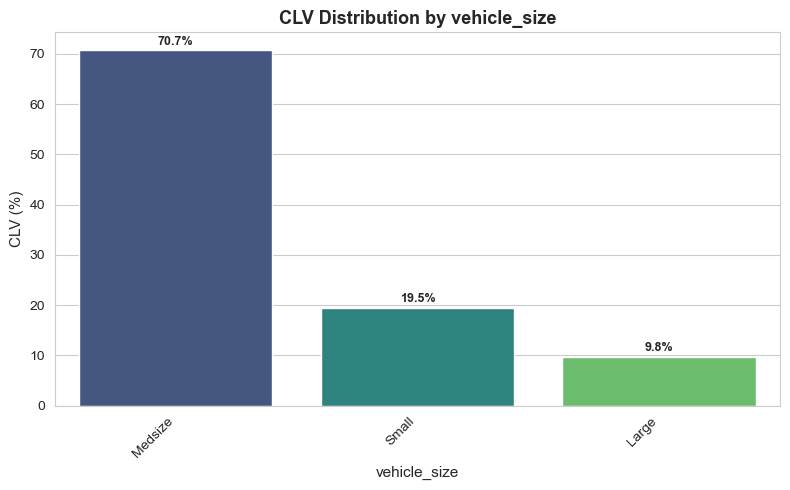 CLV Distribution by vehicle_size
CLV (%)
70
60
50
40
30
20
10
0
70.7%
19.5%
9.8%
Medsize
Small
Large
vehicle_size